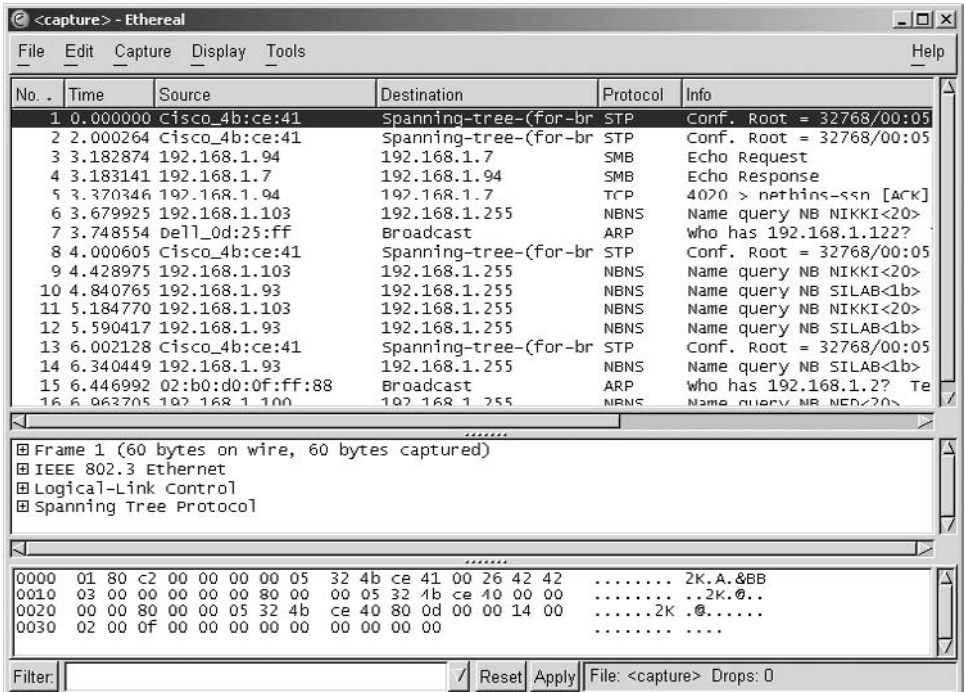 <capture> - Ethereal
File Edit Capture Display Tools Help
No. . Time Source Destination Protocol Info
1 0.000000 Cisco_4b:ce:41 Spanning-tree-(for-br STP Conf. Root = 32768/00:05
2 2.000264 Cisco_4b:ce:41 Spanning-tree-(for-br STP Conf. Root = 32768/00:05
3 3.182874 192.168.1.94 192.168.1.7 SMB Echo Request
4 3.183141 192.168.1.7 192.168.1.94 SMB Echo Response
5 3.370346 192.168.1.94 192.168.1.7 TCP 4020 > netbios-ssn [ACK]
6 3.679925 192.168.1.103 192.168.1.255 NBNS Name query NB NIKKI<20>
7 3.748554 Dell_0d:25:ff Broadcast ARP Who has 192.168.1.122?
8 4.000605 Cisco_4b:ce:41 Spanning-tree-(for-br STP Conf. Root = 32768/00:05
9 4.428975 192.168.1.103 192.168.1.255 NBNS Name query NB NIKKI<20>
10 4.840765 192.168.1.93 192.168.1.255 NBNS Name query NB SILAB<1b>
11 5.184770 192.168.1.103 192.168.1.255 NBNS Name query NB NIKKI<20>
12 5.590417 192.168.1.93 192.168.1.255 NBNS Name query NB SILAB<1b>
13 6.002128 Cisco_4b:ce:41 Spanning-tree-(for-br STP Conf. Root = 32768/00:05
14 6.340449 192.168.1.93 192.168.1.255 NBNS Name query NB SILAB<1b>
15 6.446992 02:b0:d0:0f:ff:88 Broadcast ARP Who has 192.168.1.2? Te
16 6.963705 192.168.1.100 192.168.1.255 NBNS Name query NB NED<20>
Frame 1 (60 bytes on wire, 60 bytes captured)
IEEE 802.3 Ethernet
Logical-Link Control
Spanning Tree Protocol
0000 01 80 c2 00 00 00 00 05 32 4b ce 41 00 26 42 42 ........ 2K.A.&BB
0010 03 00 00 00 00 00 80 00 00 05 32 4b ce 40 00 00 ........ ..2K.@..
0020 00 00 80 00 00 05 32 4b ce 40 80 0d 00 00 14 00 ......2K .@......
0030 02 00 0f 00 00 00 00 00 00 00 00 00 ........ ....
Filter: Reset Apply File: <capture> Drops: 0